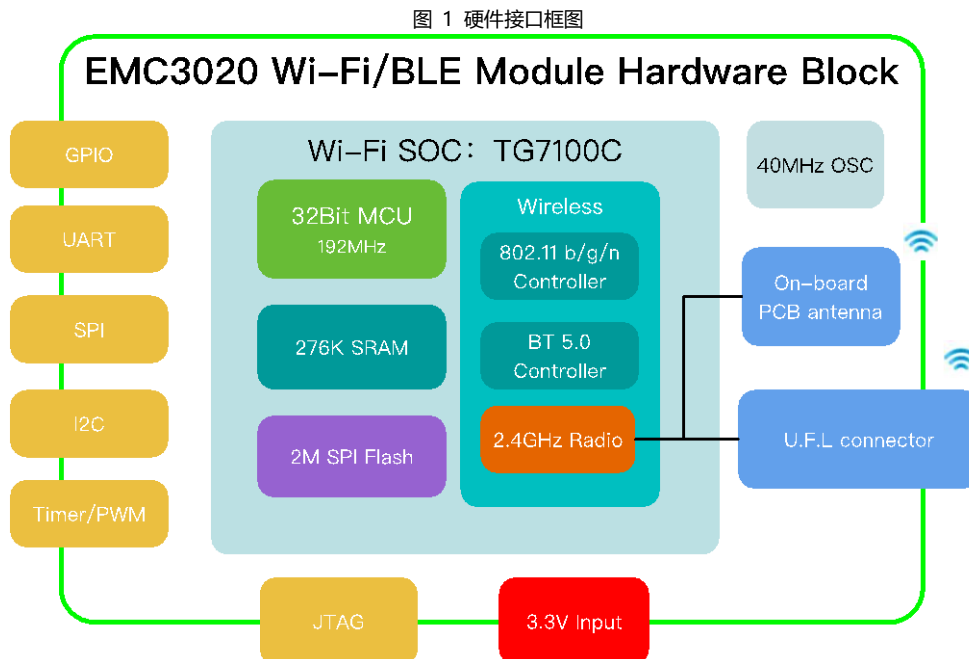 图 1 硬件接口框图
EMC3020 Wi-Fi/BLE Module Hardware Block
GPIO
UART
SPI
I2C
Timer/PWM
Wi-Fi SOC: TG7100C
32Bit MCU
192MHz
276K SRAM
2M SPI Flash
Wireless
802.11 b/g/n
Controller
BT 5.0
Controller
2.4GHz Radio
40MHz OSC
On-board
PCB antenna
U.F.L connector
JTAG
3.3V Input